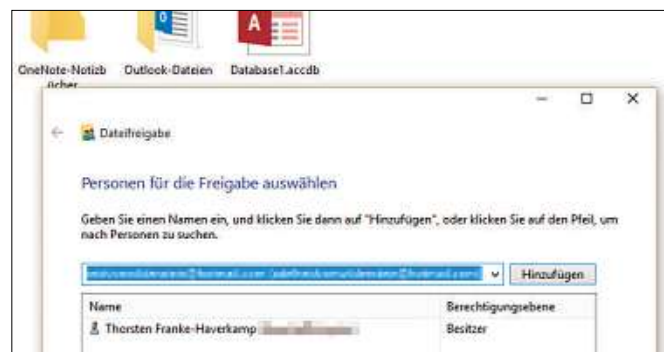 OneNote-Notizb Outlook-Dateien Database1.accdb
ücher
Dateifreigabe
Personen für die Freigabe auswählen
Geben Sie einen Namen ein, und klicken Sie dann auf "Hinzufügen", oder klicken Sie auf den Pfeil, um
nach Personen zu suchen.
Hinzufügen
Name Berechtigungsebene
Thorsten Franke-Haverkamp Besitzer